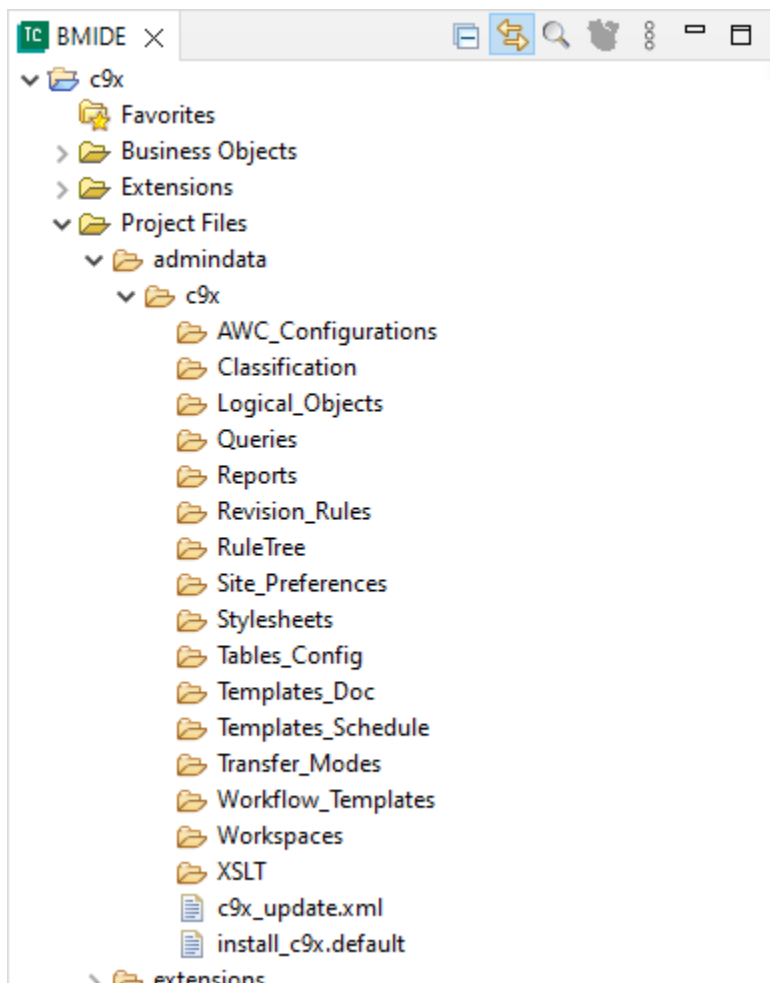 TC BMIDE
c9x
Favorites
Business Objects
Extensions
Project Files
admindata
c9x
AWC_Configurations
Classification
Logical_Objects
Queries
Reports
Revision_Rules
RuleTree
Site_Preferences
Stylesheets
Tables_Config
Templates_Doc
Templates_Schedule
Transfer_Modes
Workflow_Templates
Workspaces
XSLT
c9x_update.xml
install_c9x.default
extensions